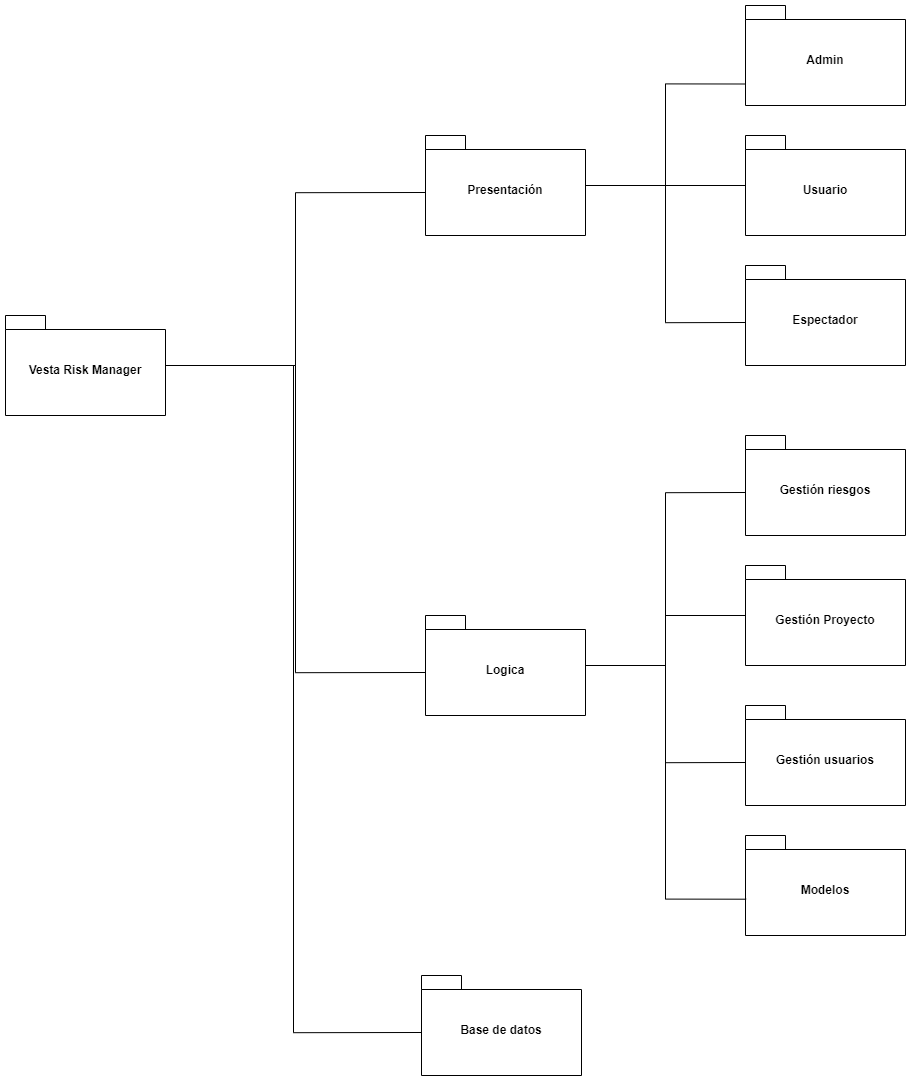 Admin
Presentación
Usuario
Espectador
Vesta Risk Manager
Gestión riesgos
Gestión Proyecto
Logica
Gestión usuarios
Modelos
Base de datos